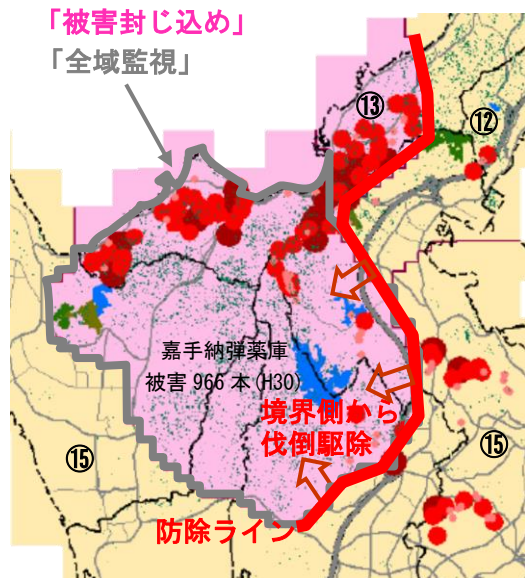 「被害封じ込め」
「全域監視」
⑬
⑫
嘉手納弾薬庫
被害 966 本(H30)
境界側から
伐倒駆除
⑮
⑮
防除ライン